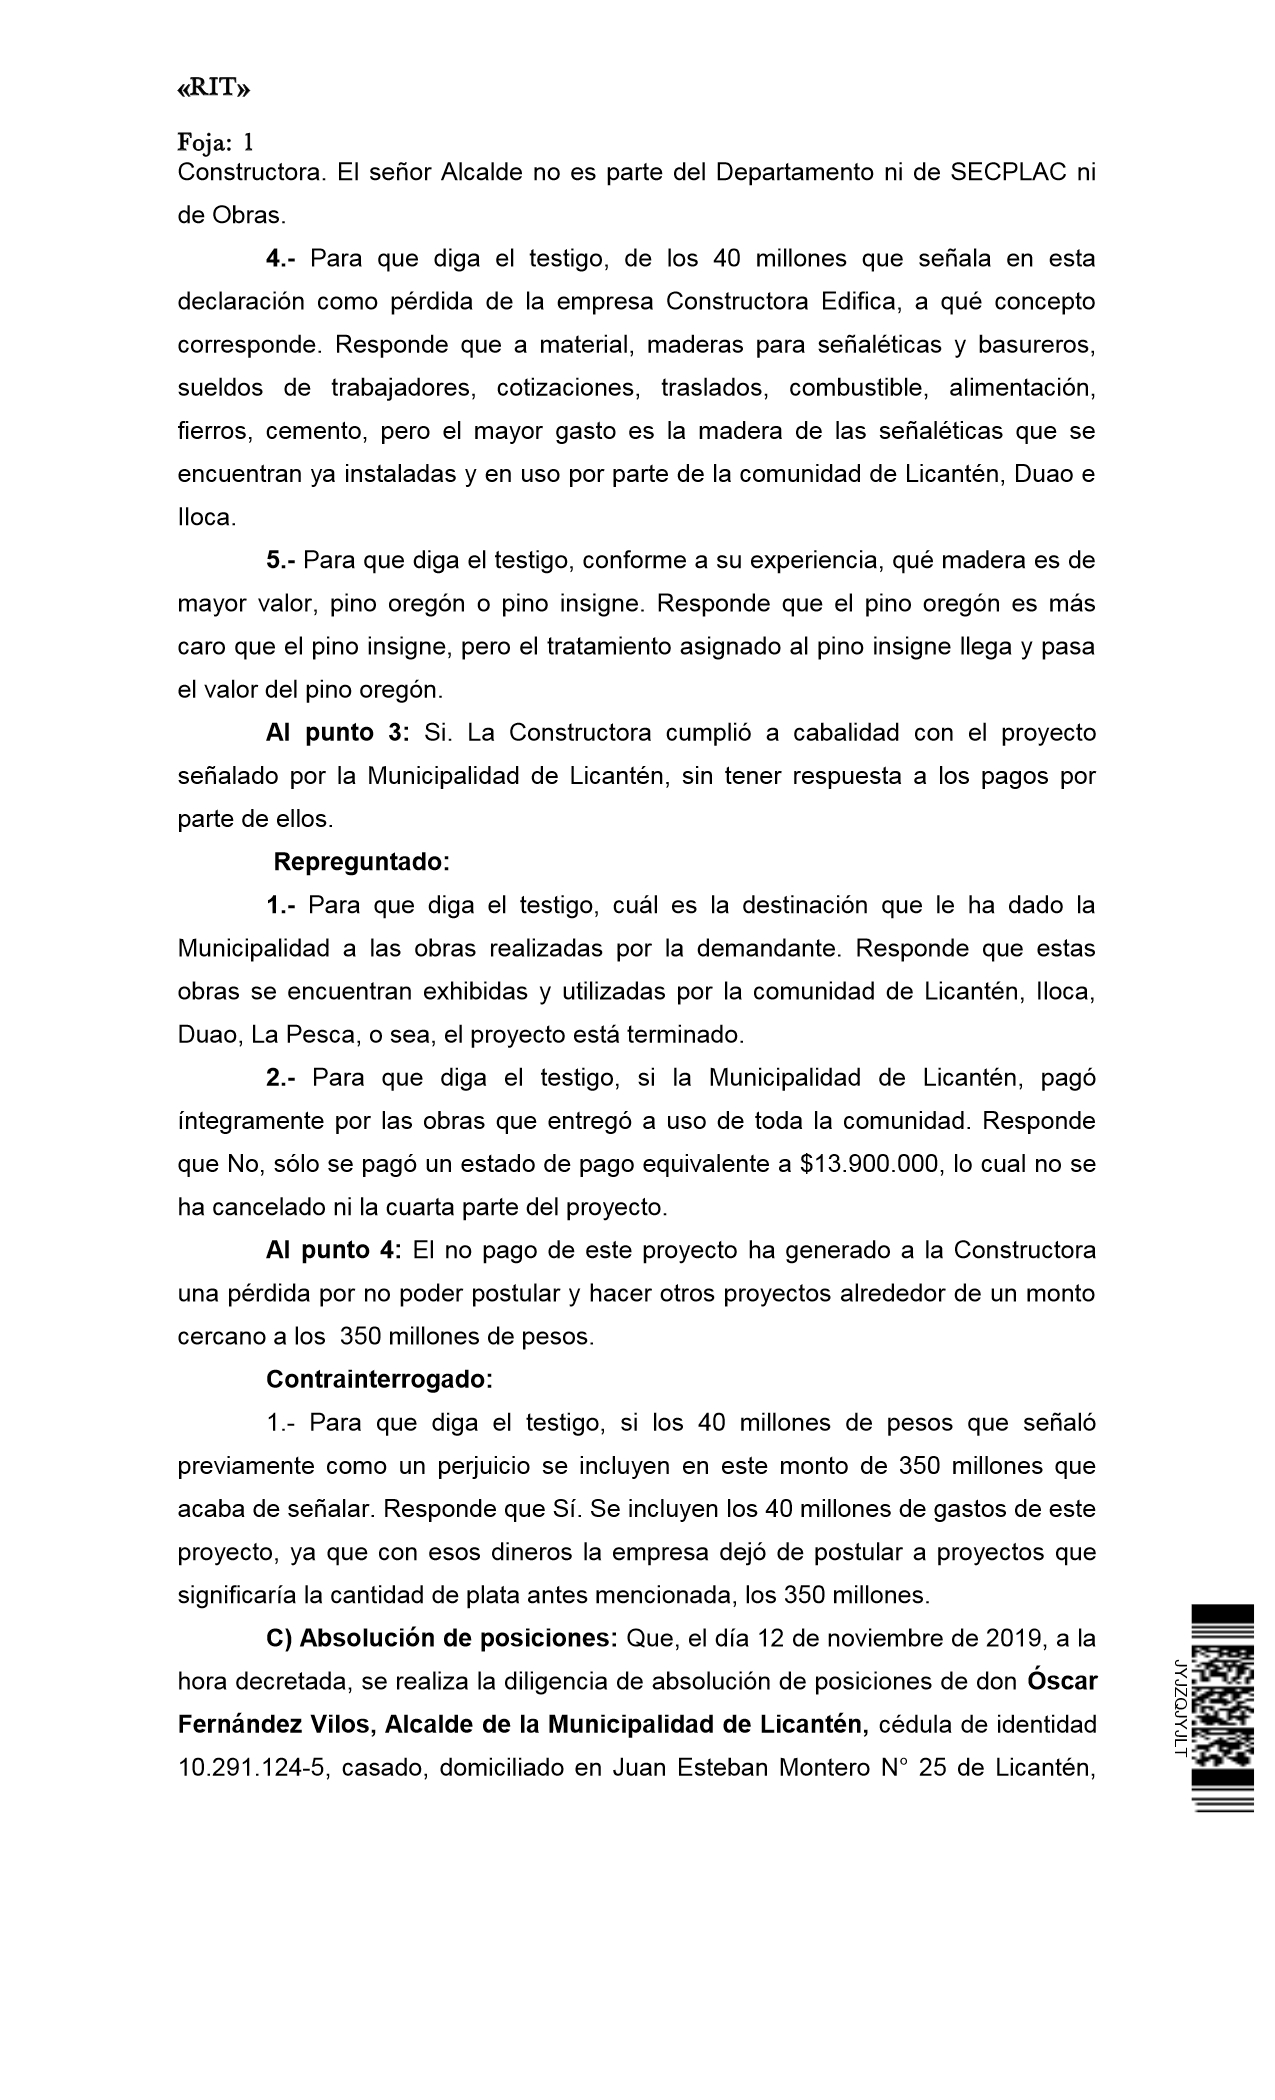 «RIT»
Foja: 1
Constructora. El señor Alcalde no es parte del Departamento ni de SECPLAC ni
de Obras.
4.- Para que diga el testigo, de los 40 millones que señala en esta
declaración como pérdida de la empresa Constructora Edifica, a qué concepto
corresponde. Responde que a material, maderas para señaléticas y basureros,
sueldos de trabajadores, cotizaciones, traslados, combustible, alimentación,
fierros, cemento, pero el mayor gasto es la madera de las señaléticas que se
encuentran ya instaladas y en uso por parte de la comunidad de Licantén, Duao e
Iloca.
5.- Para que diga el testigo, conforme a su experiencia, qué madera es de
mayor valor, pino oregón o pino insigne. Responde que el pino oregón es más
caro que el pino insigne, pero el tratamiento asignado al pino insigne llega y pasa
el valor del pino oregón.
Al punto 3: Si. La Constructora cumplió a cabalidad con el proyecto
señalado por la Municipalidad de Licantén, sin tener respuesta a los pagos por
parte de ellos.
Repreguntado:
1.- Para que diga el testigo, cuál es la destinación que le ha dado la
Municipalidad a las obras realizadas por la demandante. Responde que estas
obras se encuentran exhibidas y utilizadas por la comunidad de Licantén, Iloca,
Duao, La Pesca, o sea, el proyecto está terminado.
2.- Para que diga el testigo, si la Municipalidad de Licantén, pagó
íntegramente por las obras que entregó a uso de toda la comunidad. Responde
que No, sólo se pagó un estado de pago equivalente a $13.900.000, lo cual no se
ha cancelado ni la cuarta parte del proyecto.
Al punto 4: El no pago de este proyecto ha generado a la Constructora
una pérdida por no poder postular y hacer otros proyectos alrededor de un monto
cercano a los  350 millones de pesos.
Contrainterrogado:
1.- Para que diga el testigo, si los 40 millones de pesos que señaló
previamente como un perjuicio se incluyen en este monto de 350 millones que
acaba de señalar. Responde que Sí. Se incluyen los 40 millones de gastos de este
proyecto, ya que con esos dineros la empresa dejó de postular a proyectos que
significaría la cantidad de plata antes mencionada, los 350 millones.
C) Absolución de posiciones: Que, el día 12 de noviembre de 2019, a la
hora decretada, se realiza la diligencia de absolución de posiciones de don Óscar
Fernández Vilos, Alcalde de la Municipalidad de Licantén, cédula de identidad
10.291.124-5, casado, domiciliado en Juan Esteban Montero N° 25 de Licantén,
JYJZQJYJLT